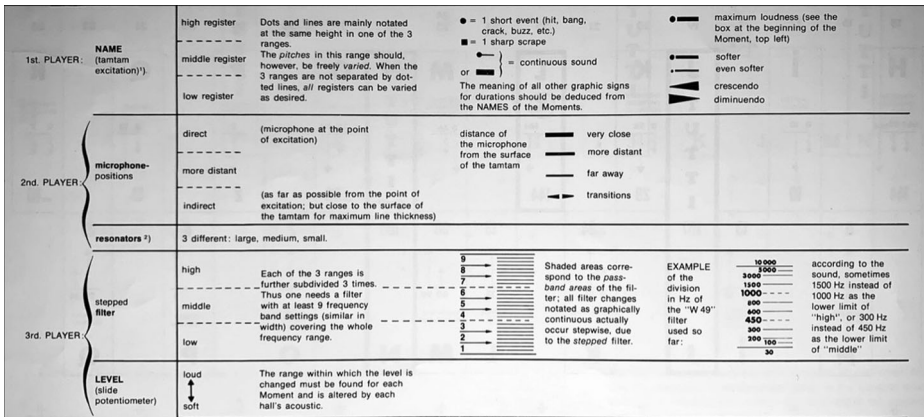 1st. PLAYER:
NAME
(tamtam
excitation)¹).
high register
middle register
low register
Dots and lines are mainly notated
at the same height in one of the 3
ranges.
The pitches in this range should,
however, be freely varied. When the
3 ranges are not separated by dot-
ted lines, all registers can be varied
as desired.
= 1 short event (hit, bang,
crack, buzz, etc.)
= 1 sharp scrape
or
= continuous sound
The meaning of all other graphic signs
for durations should be deduced from
the NAMES of the Moments.
maximum loudness (see the
box at the beginning of the
Moment, top left)
softer
even softer
crescendo
diminuendo
2nd. PLAYER:
microphone-
positions
direct
more distant
indirect
(microphone at the point
of excitation)
(as far as possible from the point of
excitation; but close to the surface of
the tamtam for maximum line thickness)
distance of
the microphone
from the surface
of the tamtam
very close
more distant
far away
transitions
resonators ²)
3 different: large, medium, small.
3rd. PLAYER:
stepped
filter
high
middle
low
Each of the 3 ranges is
further subdivided 3 times.
Thus one needs a filter
with at least 9 frequency
band settings (similar in
width) covering the whole
frequency range.
9
8
7
6
5
4
3
2
1
Shaded areas corre-
spond to the pass-
band areas of the fil-
ter; all filter changes
notated as graphically
continuous actually
occur stepwise, due
to the stepped filter.
EXAMPLE
of the
division
in Hz of
the "W 49"
filter
used so
far:
10 000
5000
3000
1500
1000
800
600
450
300
200
100
30
according to the
sound, sometimes
1500 Hz instead of
1000 Hz as the
lower limit of
"high", or 300 Hz
instead of 450 Hz
as the lower limit
of "middle"
LEVEL
(slide
potentiometer)
loud
soft
The range within which the level is
changed must be found for each
Moment and is altered by each
hall's acoustic.